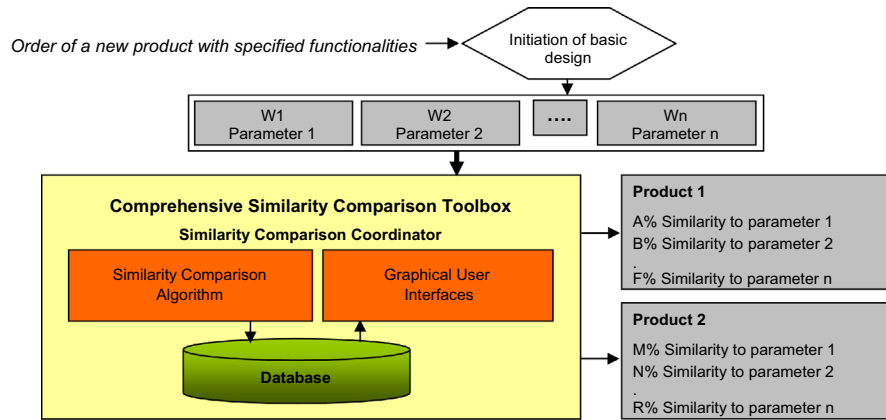 Order of a new product with specified functionalities
Initiation of basic
design
W1
Parameter 1
W2
Parameter 2
....
Wn
Parameter n
Comprehensive Similarity Comparison Toolbox
Similarity Comparison Coordinator
Similarity Comparison
Algorithm
Graphical User
Interfaces
Database
Product 1
A% Similarity to parameter 1
B% Similarity to parameter 2
.
F% Similarity to parameter n
Product 2
M% Similarity to parameter 1
N% Similarity to parameter 2
.
R% Similarity to parameter n